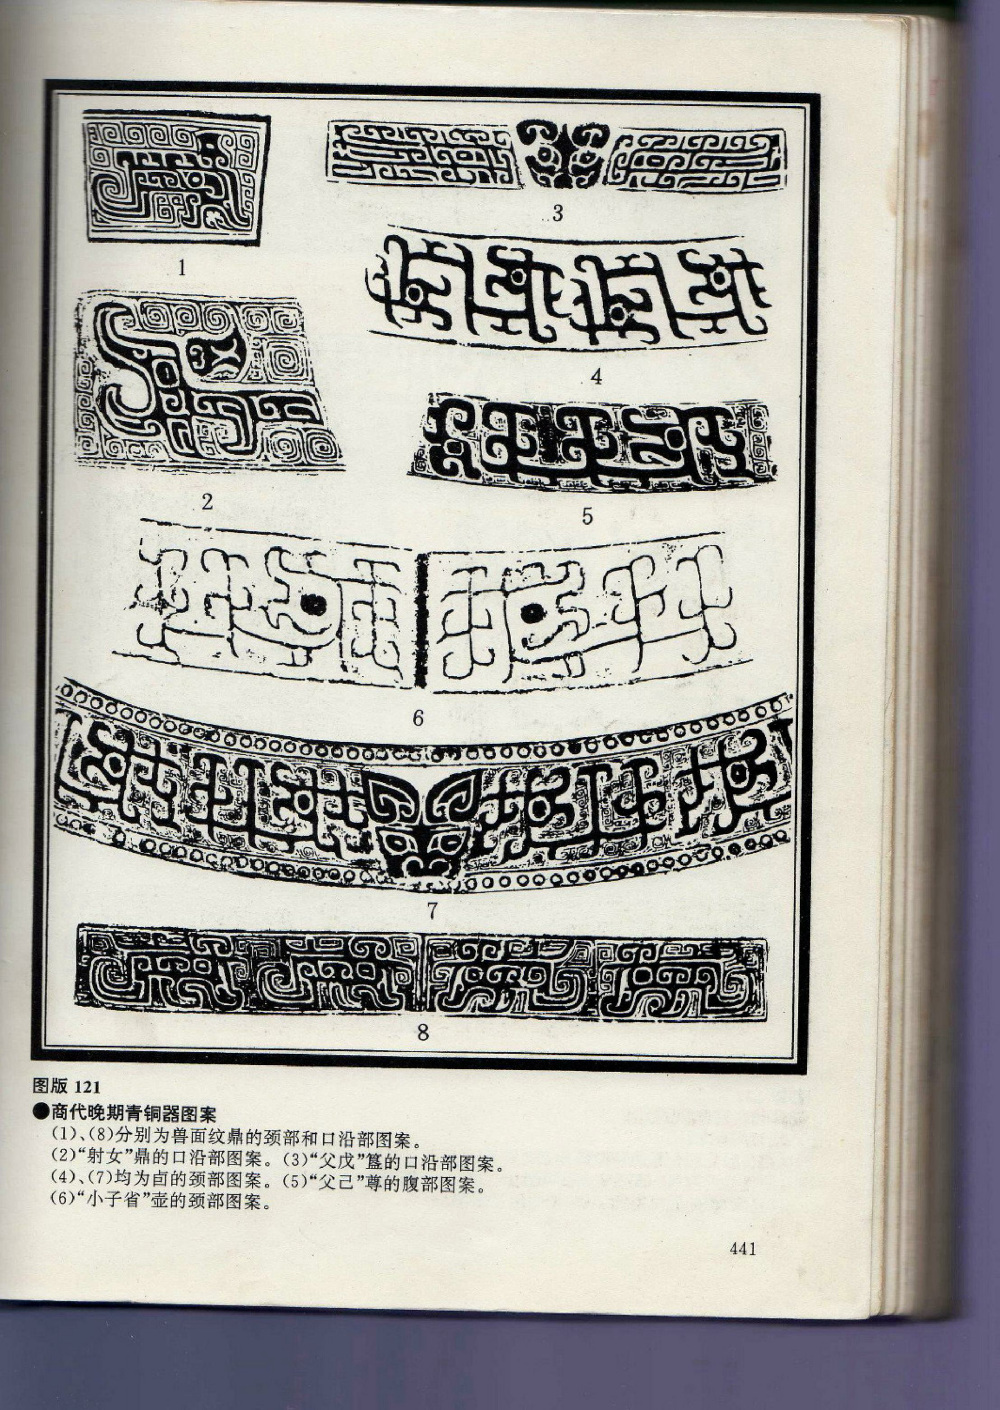 1
3
4
2
5
6
7
8
图版 121
●商代晚期青铜器图案
(1)、(8)分别为兽面纹鼎的颈部和口沿部图案。
(2)“射女”鼎的口沿部图案。(3)“父戊”簋的口沿部图案。
(4)、(7)均为卣的颈部图案。(5)“父己”尊的腹部图案。
(6)“小子省”壶的颈部图案。
441